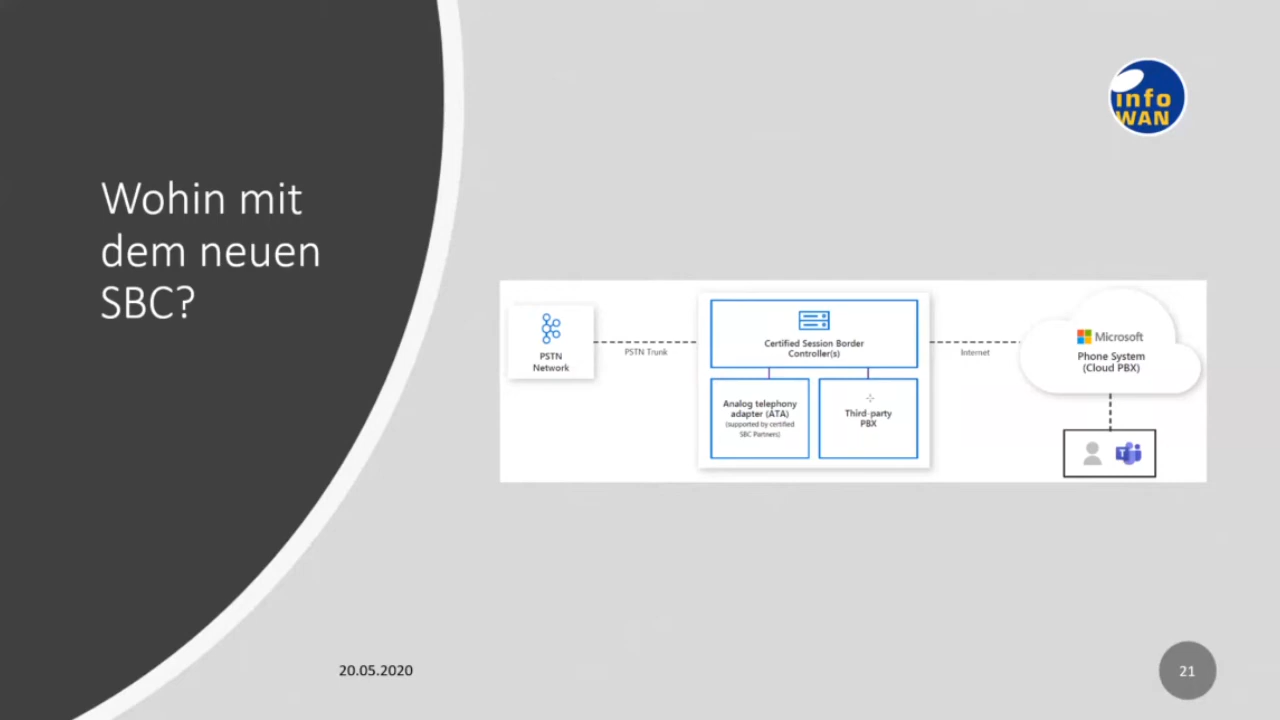 Wohin mit
dem neuen
SBC?
info
WAN
PSTN
Network
PSTN Trunk
Certified Session Border
Controller(s)
Analog telephony
adapter (ATA)
(supported by certified
SBC Partners)
Third-party
PBX
Internet
Microsoft
Phone System
(Cloud PBX)
T
20.05.2020
21